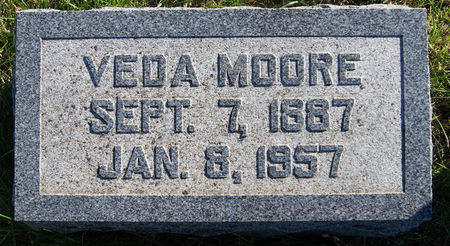 VEDA MOORE
SEPT. 7, 1887
JAN. 8, 1957